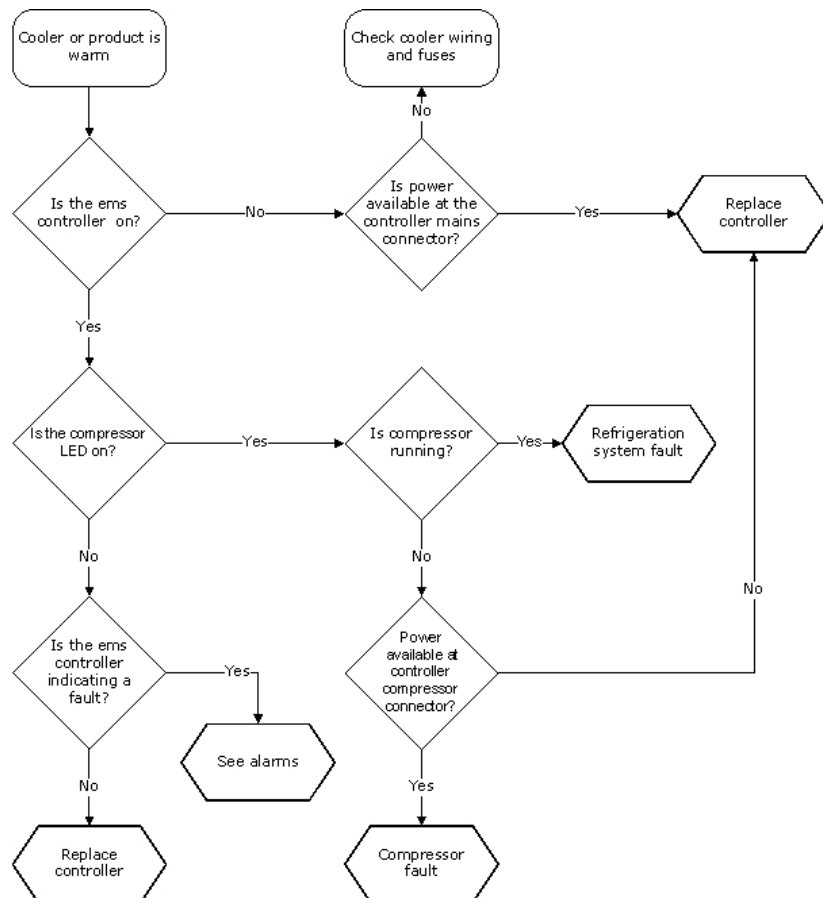 Cooler or product is
warm
Check cooler wiring
and fuses
No
Is the ems
controller on?
No
Is power
available at the
controller mains
connector?
Yes
Replace
controller
Yes
Is the compressor
LED on?
Yes
Is compressor
running?
Yes
Refrigeration
system fault
No
No
No
Is the ems
controller
indicating a
fault?
Yes
Power
available at
controller
compressor
connector?
See alarms
No
Yes
Replace
controller
Compressor
fault